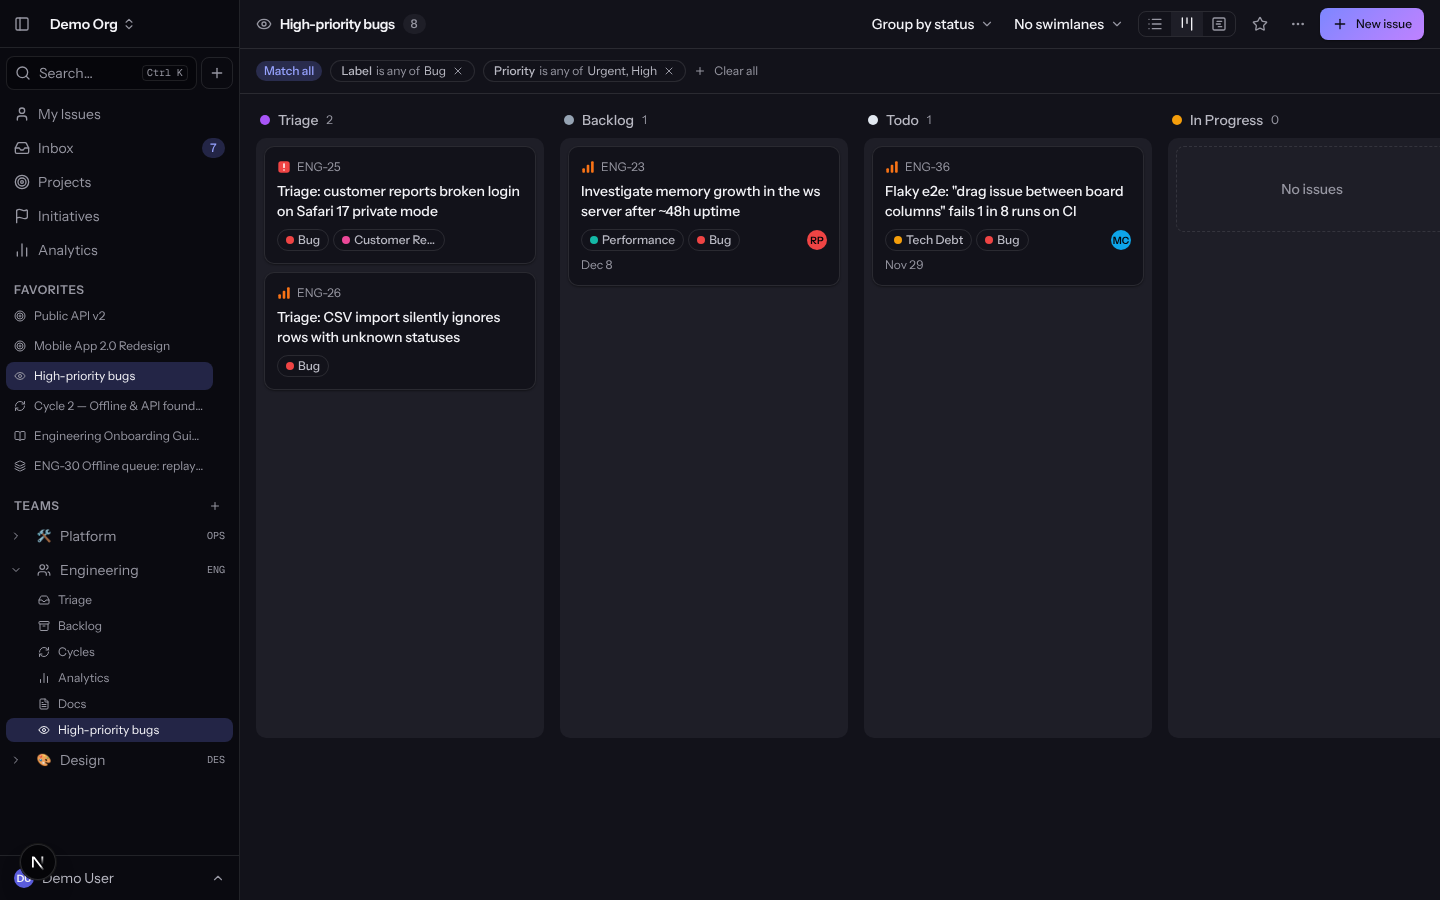 Demo Org
Search...
Ctrl K
My Issues
Inbox
7
Projects
Initiatives
Analytics
FAVORITES
Public API v2
Mobile App 2.0 Redesign
High-priority bugs
Cycle 2 — Offline & API found...
Engineering Onboarding Gui...
ENG-30 Offline queue: replay...
TEAMS
Platform
OPS
Engineering
ENG
Triage
Backlog
Cycles
Analytics
Docs
High-priority bugs
Design
DES
Demo User
High-priority bugs
8
Group by status
No swimlanes
New issue
Match all
Label is any of Bug
Priority is any of Urgent, High
Clear all
Triage 2
ENG-25
Triage: customer reports broken login
on Safari 17 private mode
Bug
Customer Re...
ENG-26
Triage: CSV import silently ignores
rows with unknown statuses
Bug
Backlog 1
ENG-23
Investigate memory growth in the ws
server after ~48h uptime
Performance
Bug
RP
Dec 8
Todo 1
ENG-36
Flaky e2e: "drag issue between board
columns" fails 1 in 8 runs on CI
Tech Debt
Bug
MC
Nov 29
In Progress 0
No issues